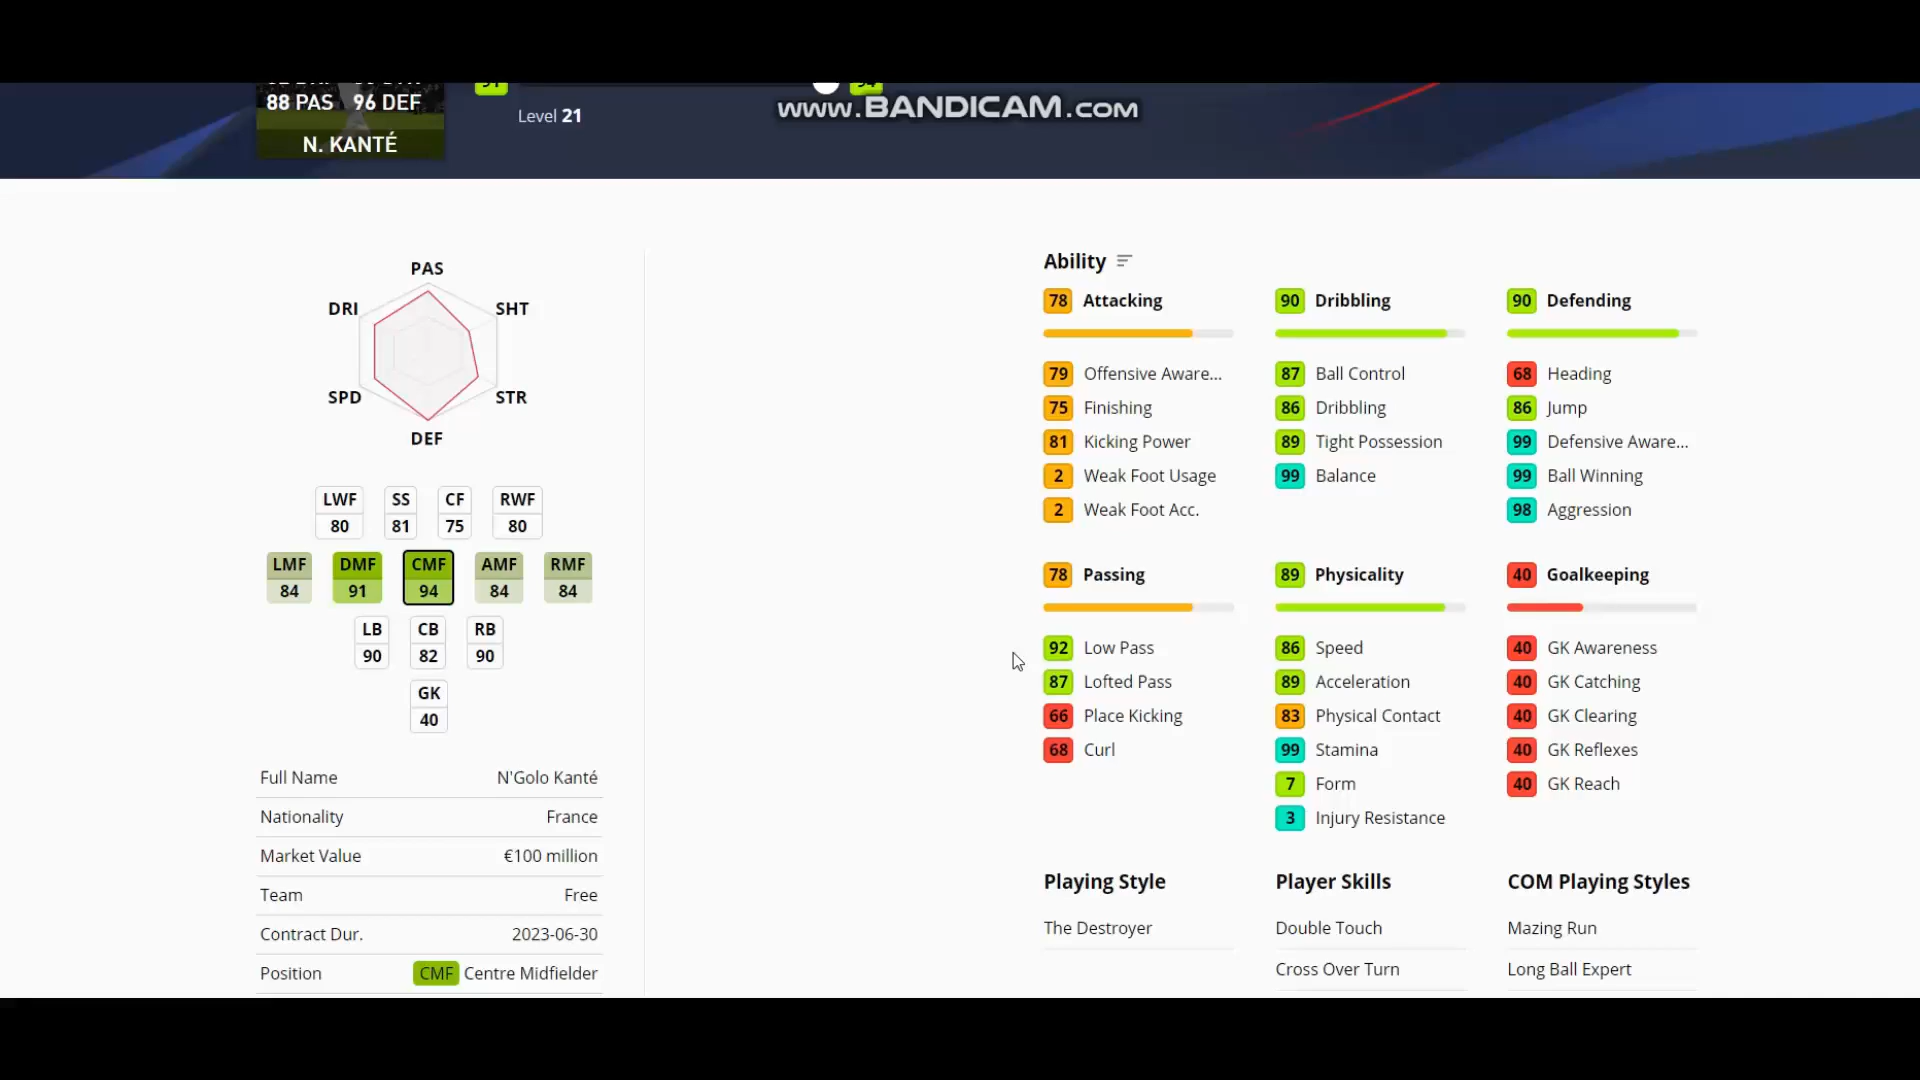 88 PAS 96 DEF
N. KANTÉ
Level 21
www.BANDICAM.com
PAS
DRI SHT
SPD STR
DEF
LWF SS CF RWF
80 81 75 80
LMF DMF CMF AMF RMF
84 91 94 84 84
LB CB RB
90 82 90
GK
40
Full Name N'Golo Kanté
Nationality France
Market Value €100 million
Team Free
Contract Dur. 2023-06-30
Position CMF Centre Midfielder
Ability
78 Attacking
79 Offensive Aware...
75 Finishing
81 Kicking Power
2 Weak Foot Usage
2 Weak Foot Acc.
90 Dribbling
87 Ball Control
86 Dribbling
89 Tight Possession
99 Balance
90 Defending
68 Heading
86 Jump
99 Defensive Aware...
99 Ball Winning
98 Aggression
78 Passing
92 Low Pass
87 Lofted Pass
66 Place Kicking
68 Curl
89 Physicality
86 Speed
89 Acceleration
83 Physical Contact
99 Stamina
7 Form
3 Injury Resistance
40 Goalkeeping
40 GK Awareness
40 GK Catching
40 GK Clearing
40 GK Reflexes
40 GK Reach
Playing Style
The Destroyer
Player Skills
Double Touch
Cross Over Turn
COM Playing Styles
Mazing Run
Long Ball Expert